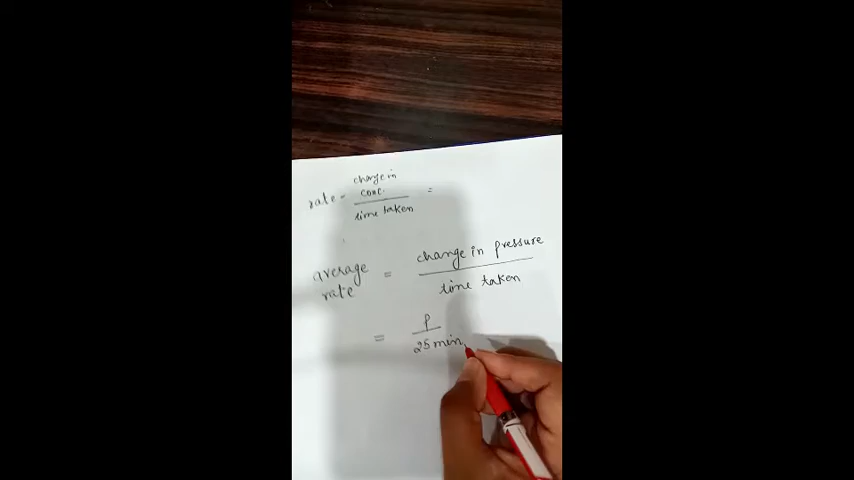 change in
rate = conc. =
time taken
change in pressure
average =
rate
time taken
= P
25 min